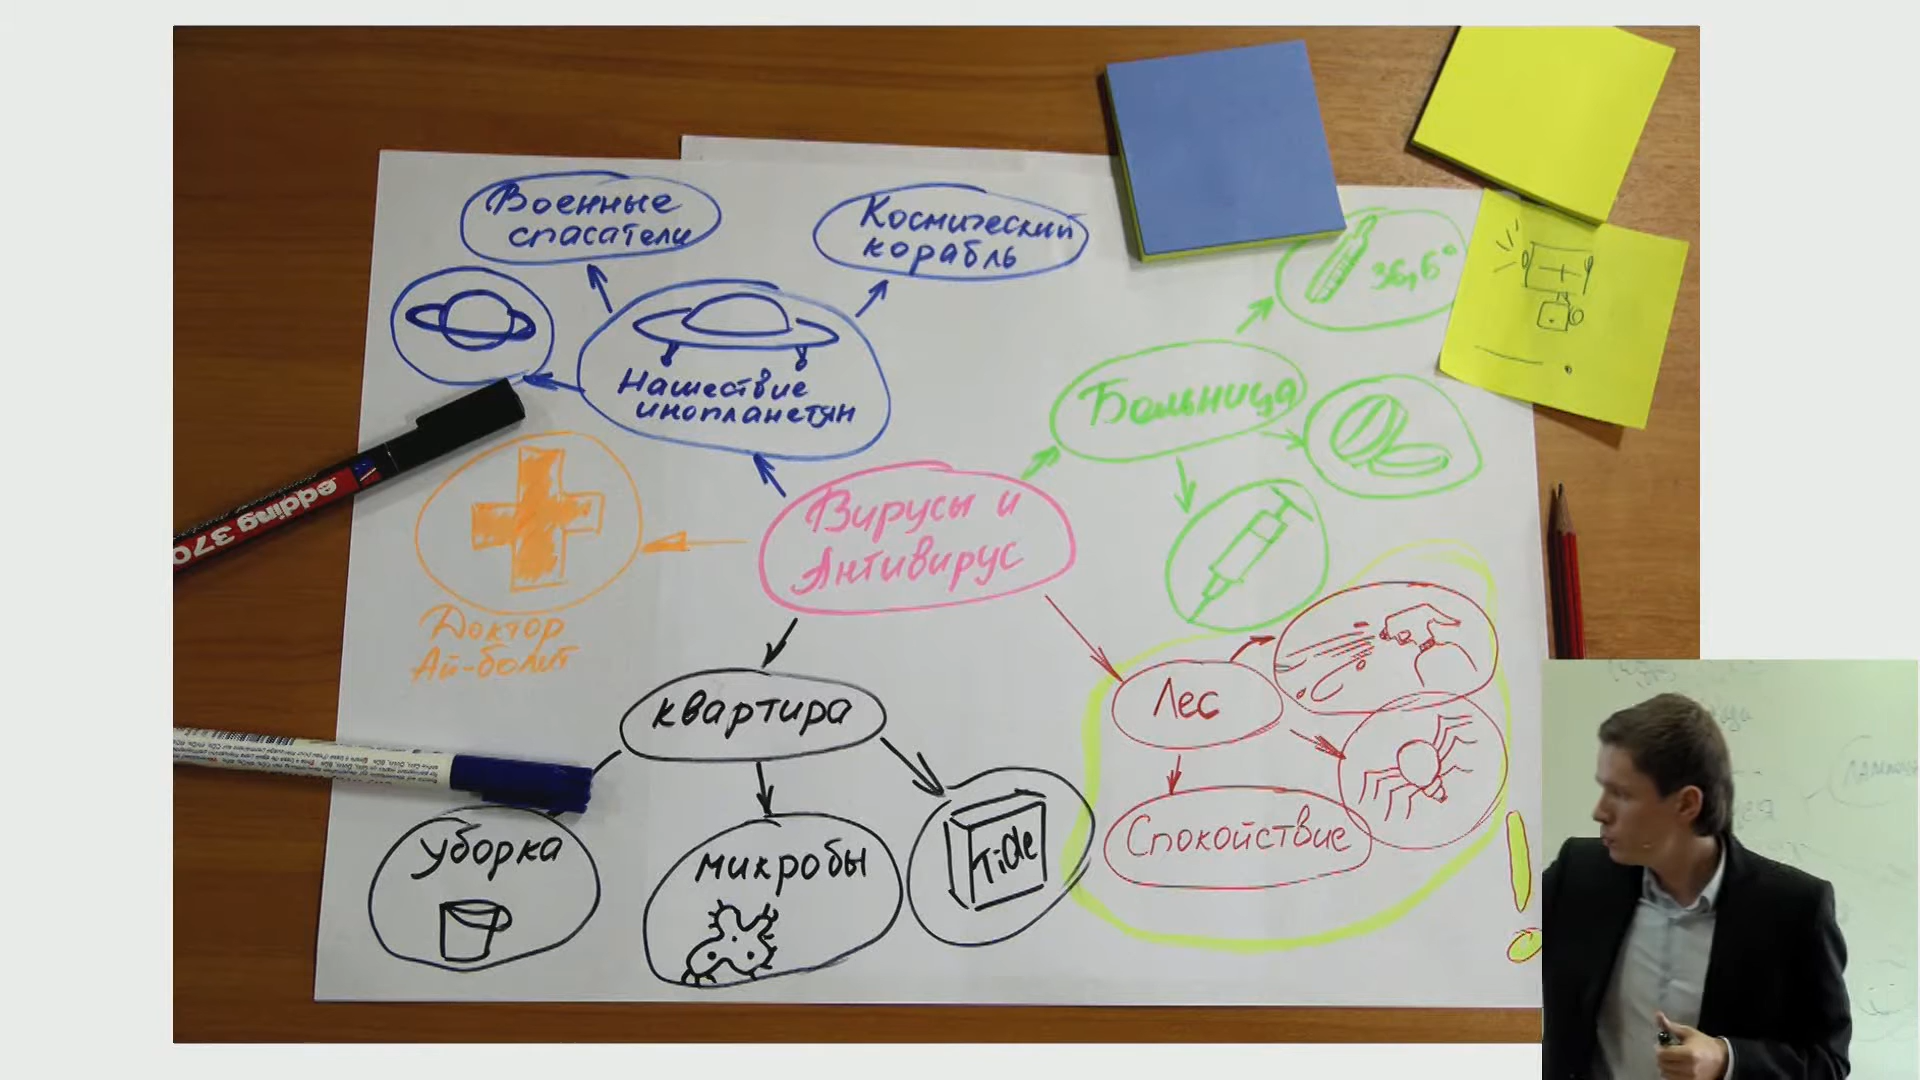 Военные
спасатели
Космический
корабль
36,6°
Нашествие
инопланетян
Больница
edding 370
Вирусы и
Антивирус
Доктор
Ай-болит
квартира
Лес
уборка
микробы
Tide
Спокойствие
!